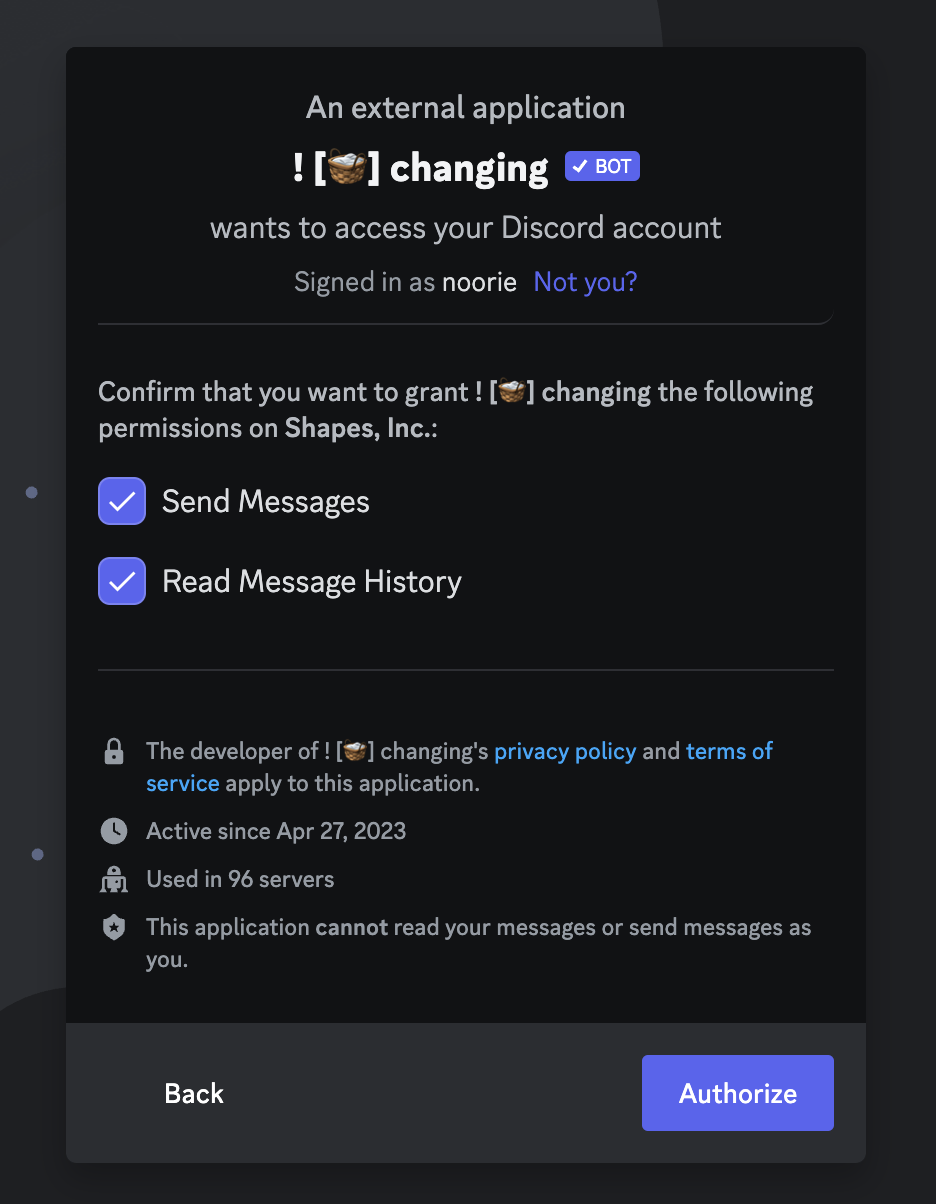 An external application
! [🧺] changing ✓ BOT
wants to access your Discord account
Signed in as noorie Not you?
Confirm that you want to grant ! [🧺] changing the following
permissions on Shapes, Inc.:
Send Messages
Read Message History
The developer of ! [🧺] changing's privacy policy and terms of
service apply to this application.
Active since Apr 27, 2023
Used in 96 servers
This application cannot read your messages or send messages as
you.
Back
Authorize